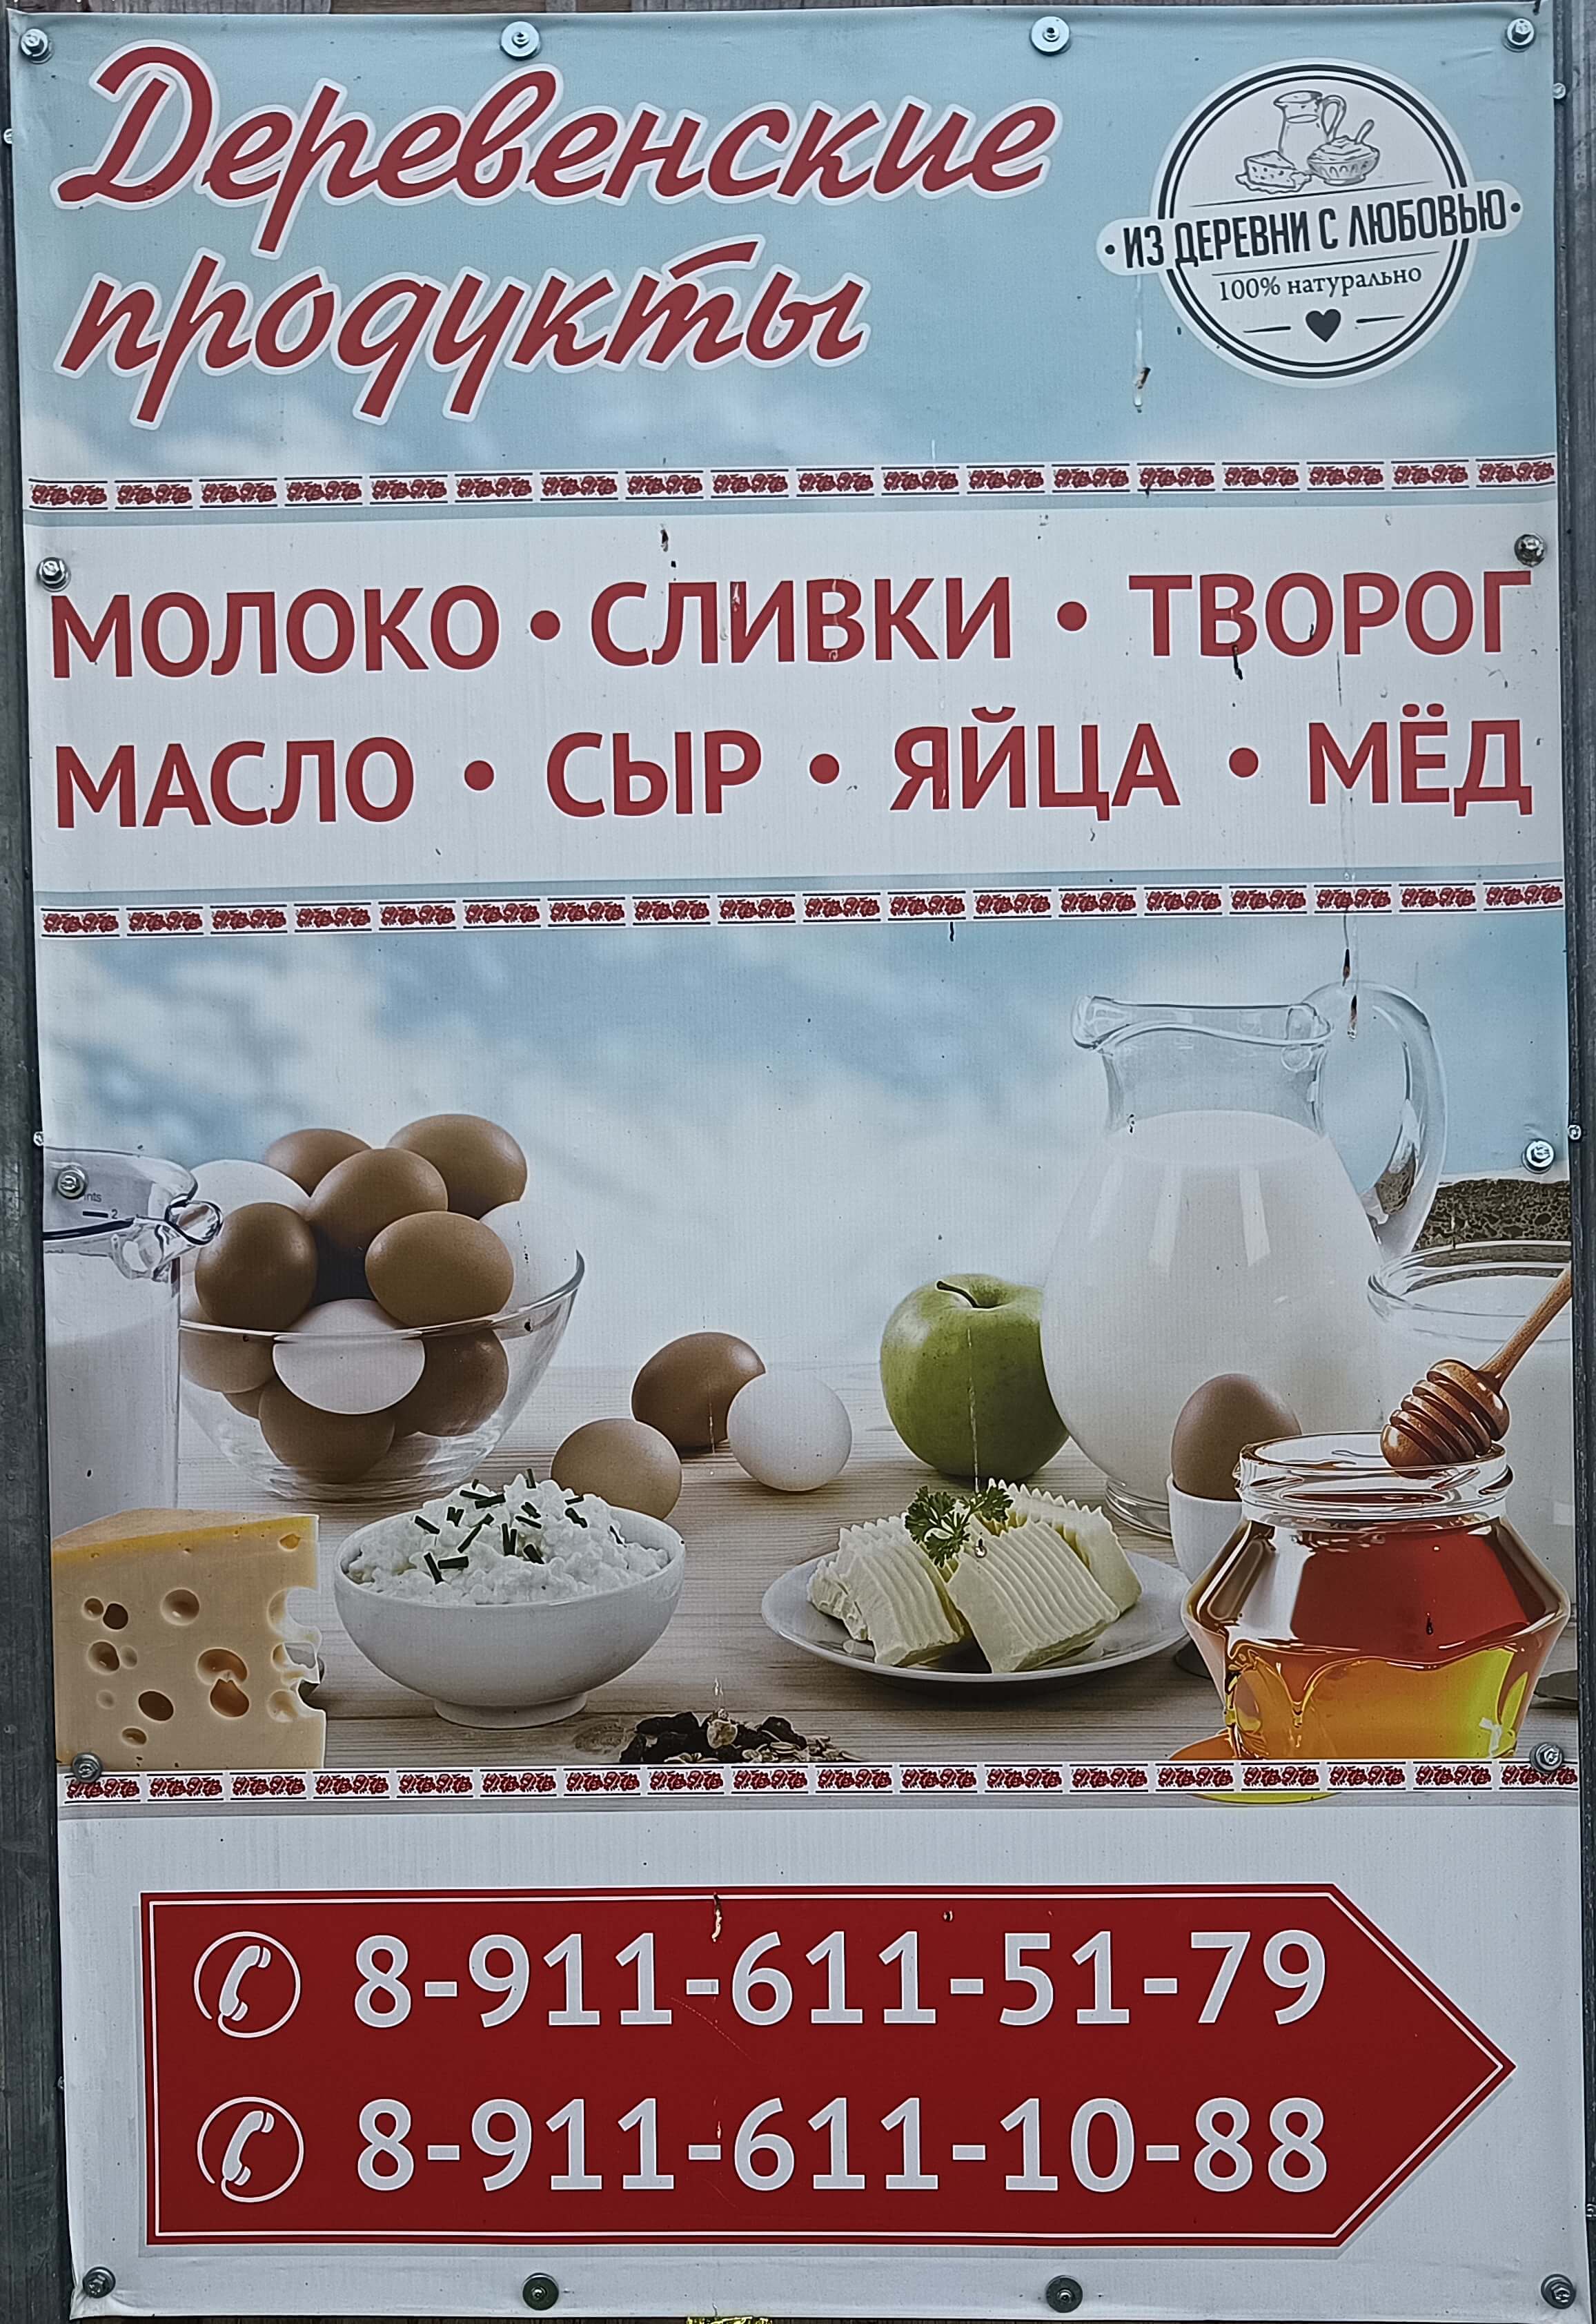 Деревенские
продукты
• ИЗ ДЕРЕВНИ С ЛЮБОВЬЮ •
100% натурально
МОЛОКО • СЛИВКИ • ТВОРОГ
МАСЛО • СЫР • ЯЙЦА • МЁД
2
8-911-611-51-79
8-911-611-10-88